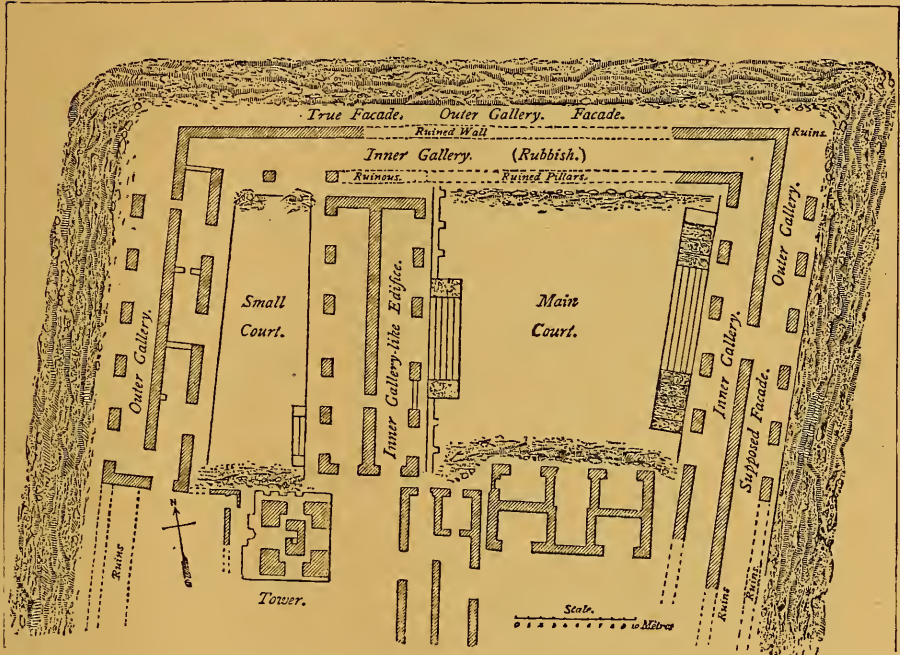 True Facade. Outer Gallery. Facade.
Ruined Wall
Ruins.
Inner Gallery. (Rubbish.)
Ruinous.
Ruined Pillars.
Outer Gallery.
Outer Gallery.
Small
Court.
Inner Gallery-like Edifice.
Main
Court.
Inner Gallery.
Supposed Facade.
N
Ruins
Tower.
Scale.
10 Mètres
Ruins
Ruins.